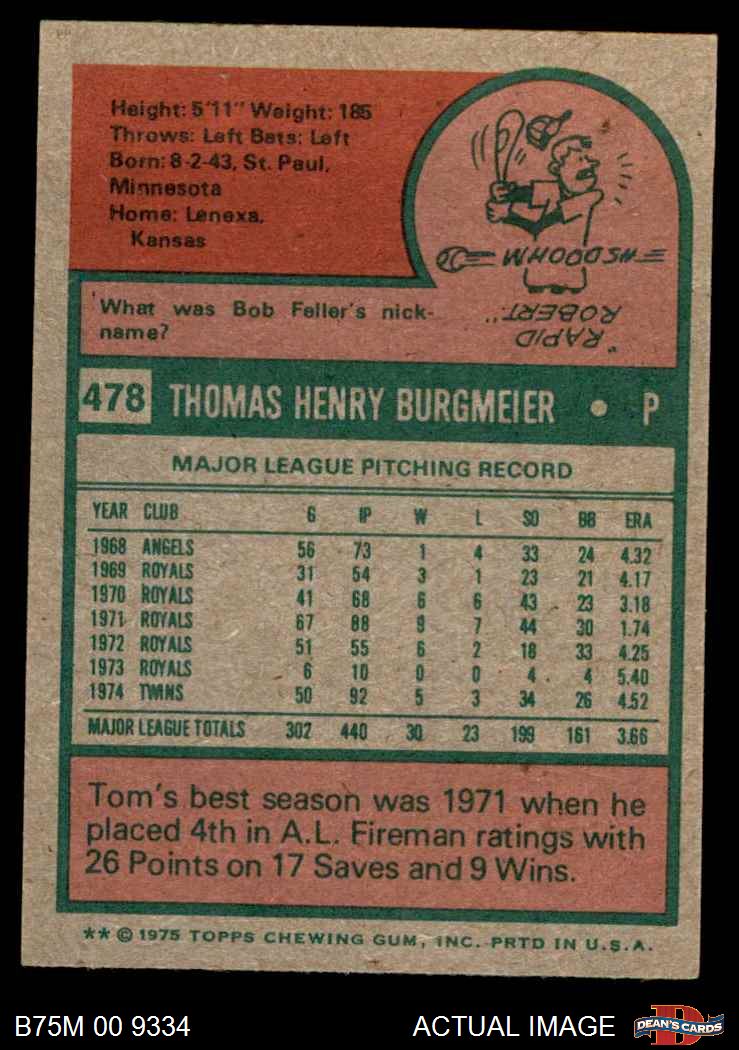 Height: 5'11" Weight: 185
Throws: Left Bats: Left
Born: 8-2-43, St. Paul,
Minnesota
Home: Lenexa,
Kansas
WHOOOOSH
"RAPID
ROBERT".
What was Bob Feller's nick-
name?
478 THOMAS HENRY BURGMEIER • P
MAJOR LEAGUE PITCHING RECORD
YEAR CLUB G IP W L SO BB ERA
1968 ANGELS 56 73 1 4 33 24 4.32
1969 ROYALS 31 54 3 1 23 21 4.17
1970 ROYALS 41 68 6 6 43 23 3.18
1971 ROYALS 67 88 9 7 44 30 1.74
1972 ROYALS 51 55 6 2 18 33 4.25
1973 ROYALS 6 10 0 0 4 4 5.40
1974 TWINS 50 92 5 3 34 26 4.52
MAJOR LEAGUE TOTALS 302 440 30 23 199 161 3.66
Tom's best season was 1971 when he
placed 4th in A.L. Fireman ratings with
26 Points on 17 Saves and 9 Wins.
** © 1975 TOPPS CHEWING GUM, INC. PRTD IN U.S.A.
B75M 00 9334 ACTUAL IMAGE
D
DEAN'S CARDS